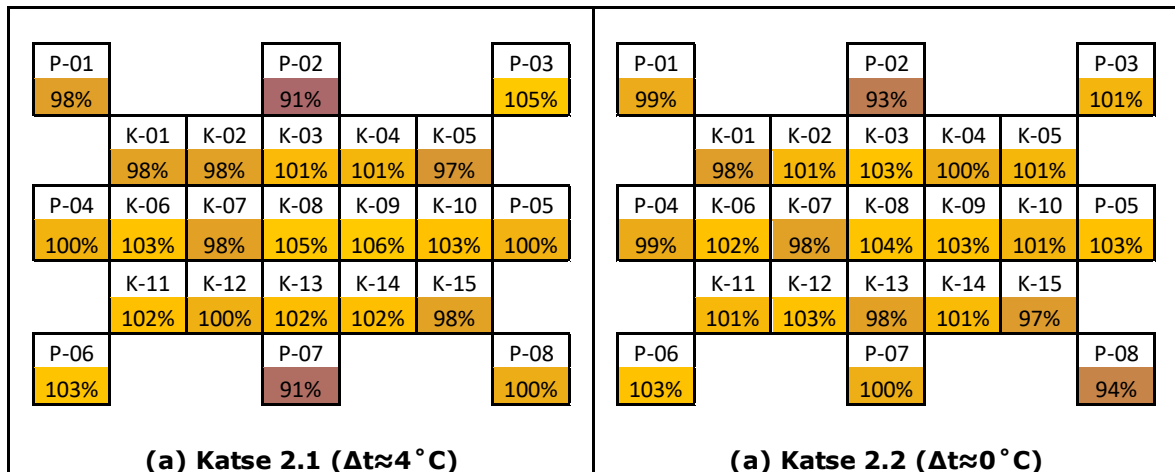 P-01 P-02 P-03
98% 91% 105%
K-01 K-02 K-03 K-04 K-05
98% 98% 101% 101% 97%
P-04 K-06 K-07 K-08 K-09 K-10 P-05
100% 103% 98% 105% 106% 103% 100%
K-11 K-12 K-13 K-14 K-15
102% 100% 102% 102% 98%
P-06 P-07 P-08
103% 91% 100%
(a) Katse 2.1 (Δt≈4˚C)
P-01 P-02 P-03
99% 93% 101%
K-01 K-02 K-03 K-04 K-05
98% 101% 103% 100% 101%
P-04 K-06 K-07 K-08 K-09 K-10 P-05
99% 102% 98% 104% 103% 101% 103%
K-11 K-12 K-13 K-14 K-15
101% 103% 98% 101% 97%
P-06 P-07 P-08
103% 100% 94%
(a) Katse 2.2 (Δt≈0˚C)